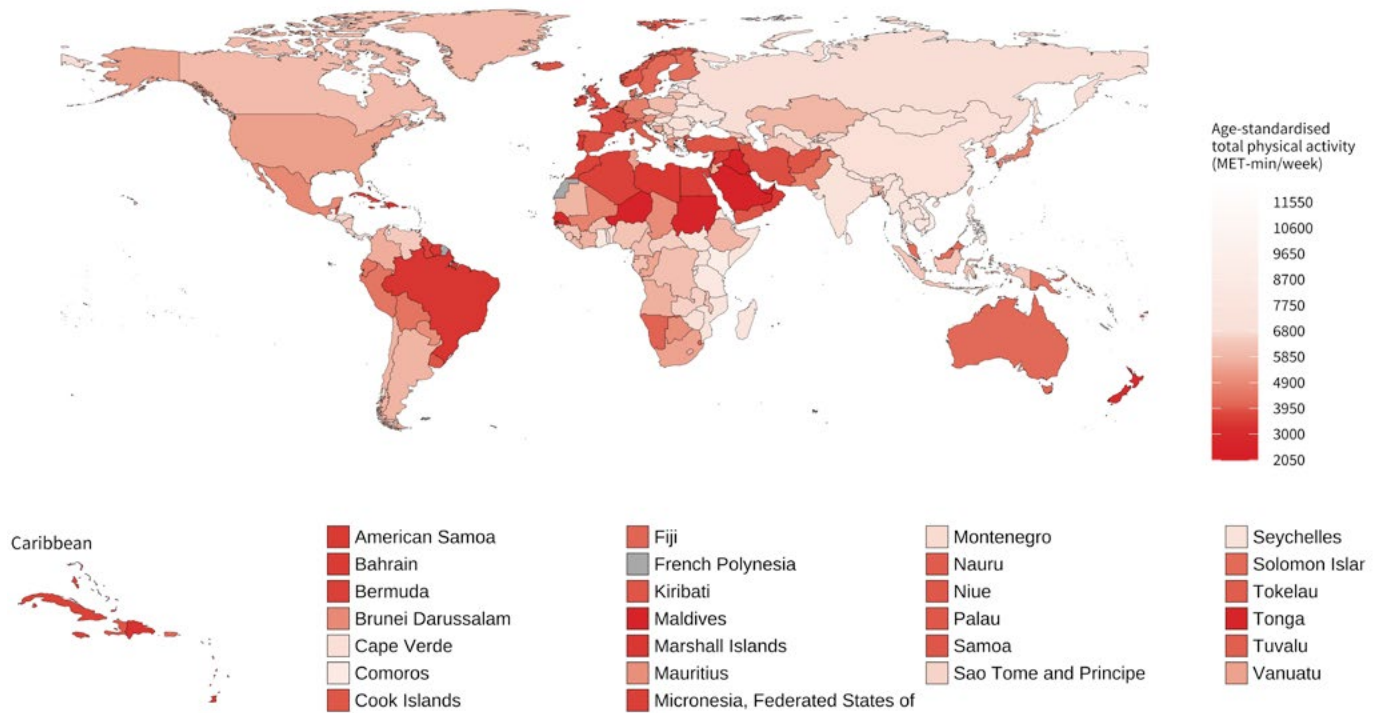 Age-standardised
total physical activity
(MET-min/week)
11550
10600
9650
8700
7750
6800
5850
4900
3950
3000
2050
Caribbean
American Samoa
Bahrain
Bermuda
Brunei Darussalam
Cape Verde
Comoros
Cook Islands
Fiji
French Polynesia
Kiribati
Maldives
Marshall Islands
Mauritius
Micronesia, Federated States of
Montenegro
Nauru
Niue
Palau
Samoa
Sao Tome and Principe
Seychelles
Solomon Islar
Tokelau
Tonga
Tuvalu
Vanuatu